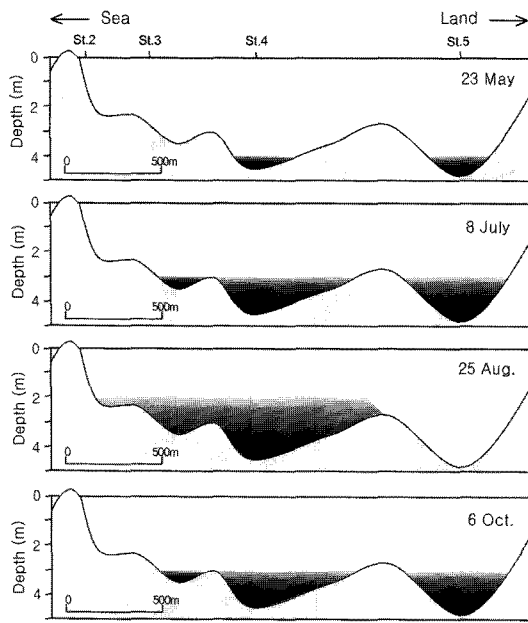 Sea Land
St.2 St.3 St.4 St.5
0
2
4
Depth (m)
23 May
0 500m
0
2
4
Depth (m)
8 July
0 500m
0
2
4
Depth (m)
25 Aug.
0 500m
0
2
4
Depth (m)
6 Oct.
0 500m